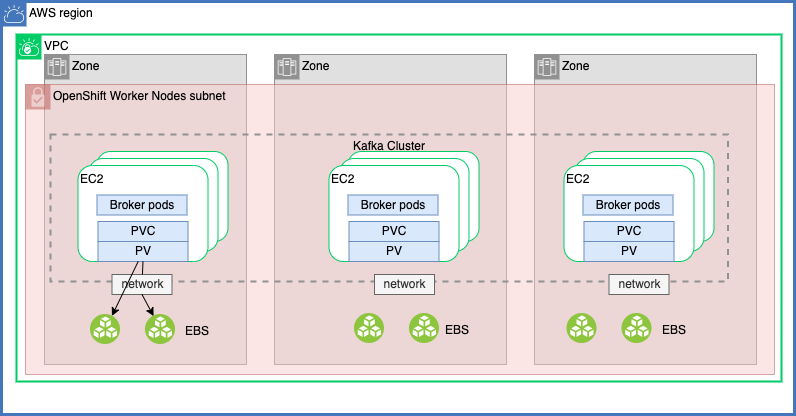 AWS region
VPC
Zone
Zone
Zone
OpenShift Worker Nodes subnet
Kafka Cluster
EC2
EC2
EC2
Broker pods
Broker pods
Broker pods
PVC
PVC
PVC
PV
PV
PV
network
network
network
EBS
EBS
EBS